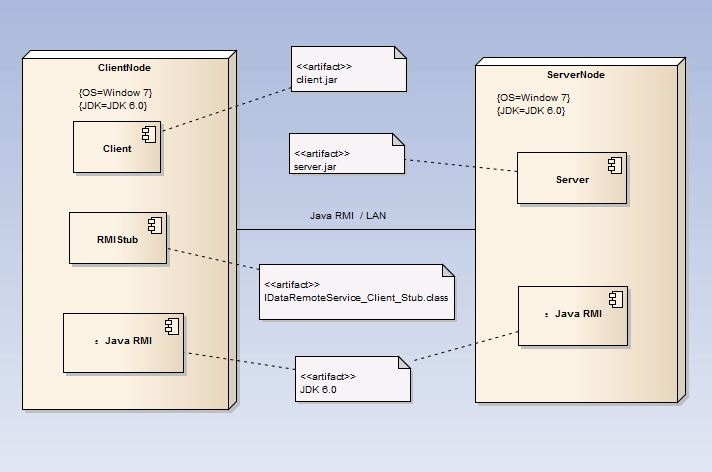 ClientNode
{OS=Window 7}
{JDK=JDK 6.0}
Client
RMIStub
: Java RMI
<<artifact>>
client.jar
<<artifact>>
server.jar
Java RMI / LAN
<<artifact>>
IDataRemoteService_Client_Stub.class
<<artifact>>
JDK 6.0
ServerNode
{OS=Window 7}
{JDK=JDK 6.0}
Server
: Java RMI